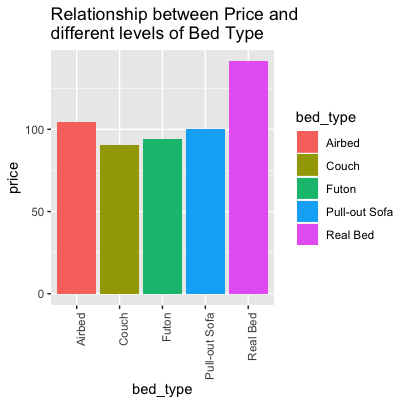 Relationship between Price and
different levels of Bed Type
price
100
50
0
Airbed
Couch
Futon
Pull-out Sofa
Real Bed
bed_type
bed_type
Airbed
Couch
Futon
Pull-out Sofa
Real Bed